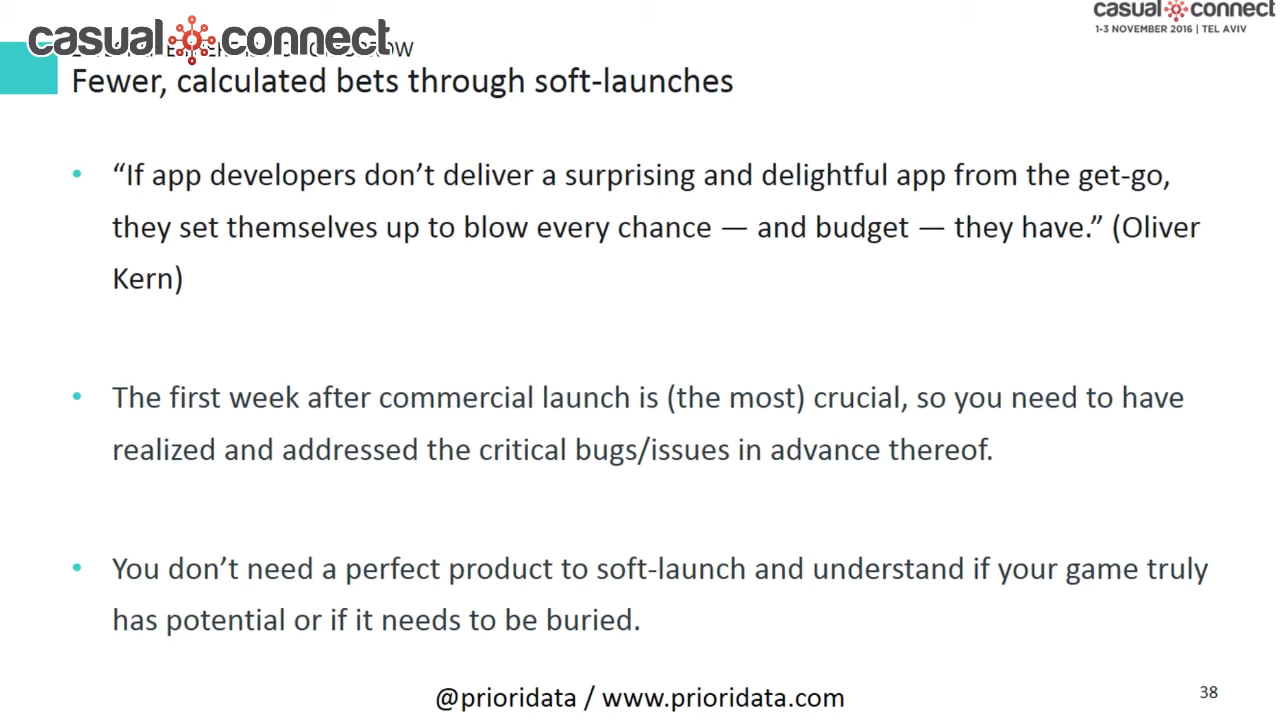 casual connect
casual connect
1-3 NOVEMBER 2016 | TEL AVIV
Fewer, calculated bets through soft-launches
• “If app developers don’t deliver a surprising and delightful app from the get-go,
they set themselves up to blow every chance — and budget — they have.” (Oliver
Kern)
• The first week after commercial launch is (the most) crucial, so you need to have
realized and addressed the critical bugs/issues in advance thereof.
• You don’t need a perfect product to soft-launch and understand if your game truly
has potential or if it needs to be buried.
@prioridata / www.prioridata.com
38